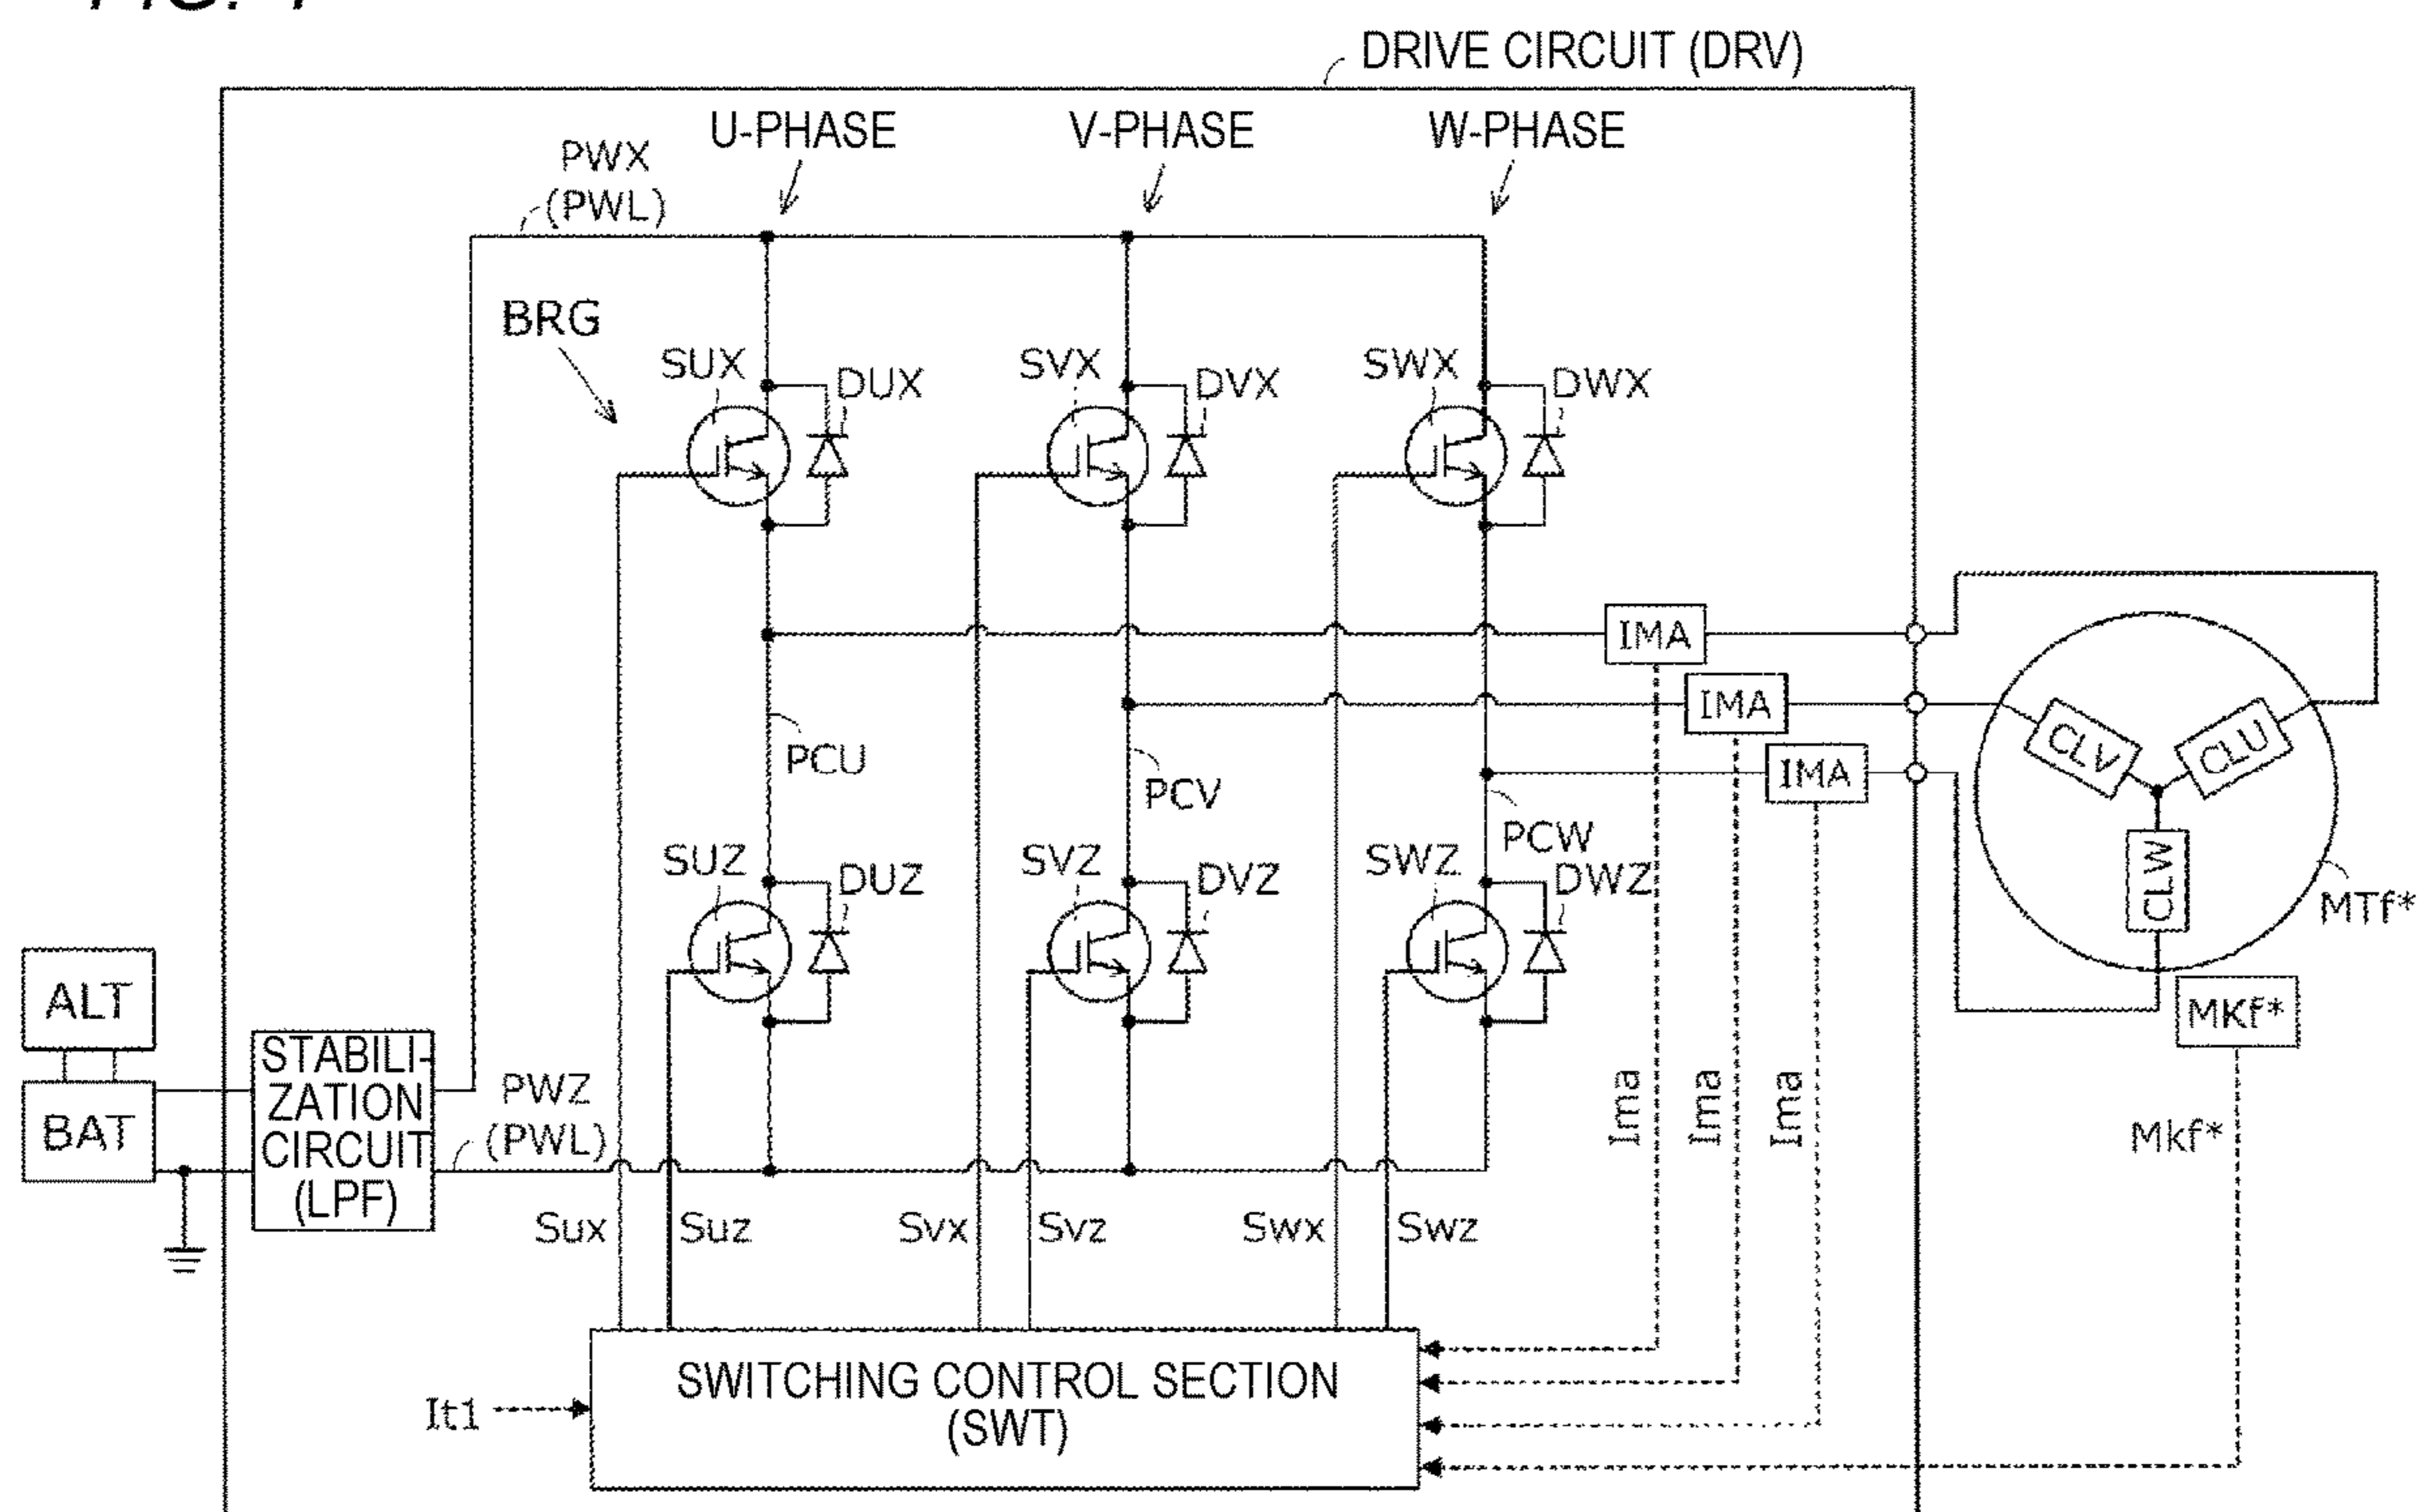 DRIVE CIRCUIT (DRV)
U-PHASE
V-PHASE
W-PHASE
PWX
(PWL)
BRG
SUX
DUX
SVX
DVX
SWX
DWX
IMA
IMA
IMA
PCU
PCV
PCW
CLV
CLU
CLW
MTf*
SUZ
DUZ
SVZ
DVZ
SWZ
DWZ
ALT
BAT
STABILI-
ZATION
CIRCUIT
(LPF)
PWZ
(PWL)
MKf*
Mkf*
Ima
Ima
Ima
Sux
Suz
Svx
Svz
Swx
Swz
It1
SWITCHING CONTROL SECTION
(SWT)